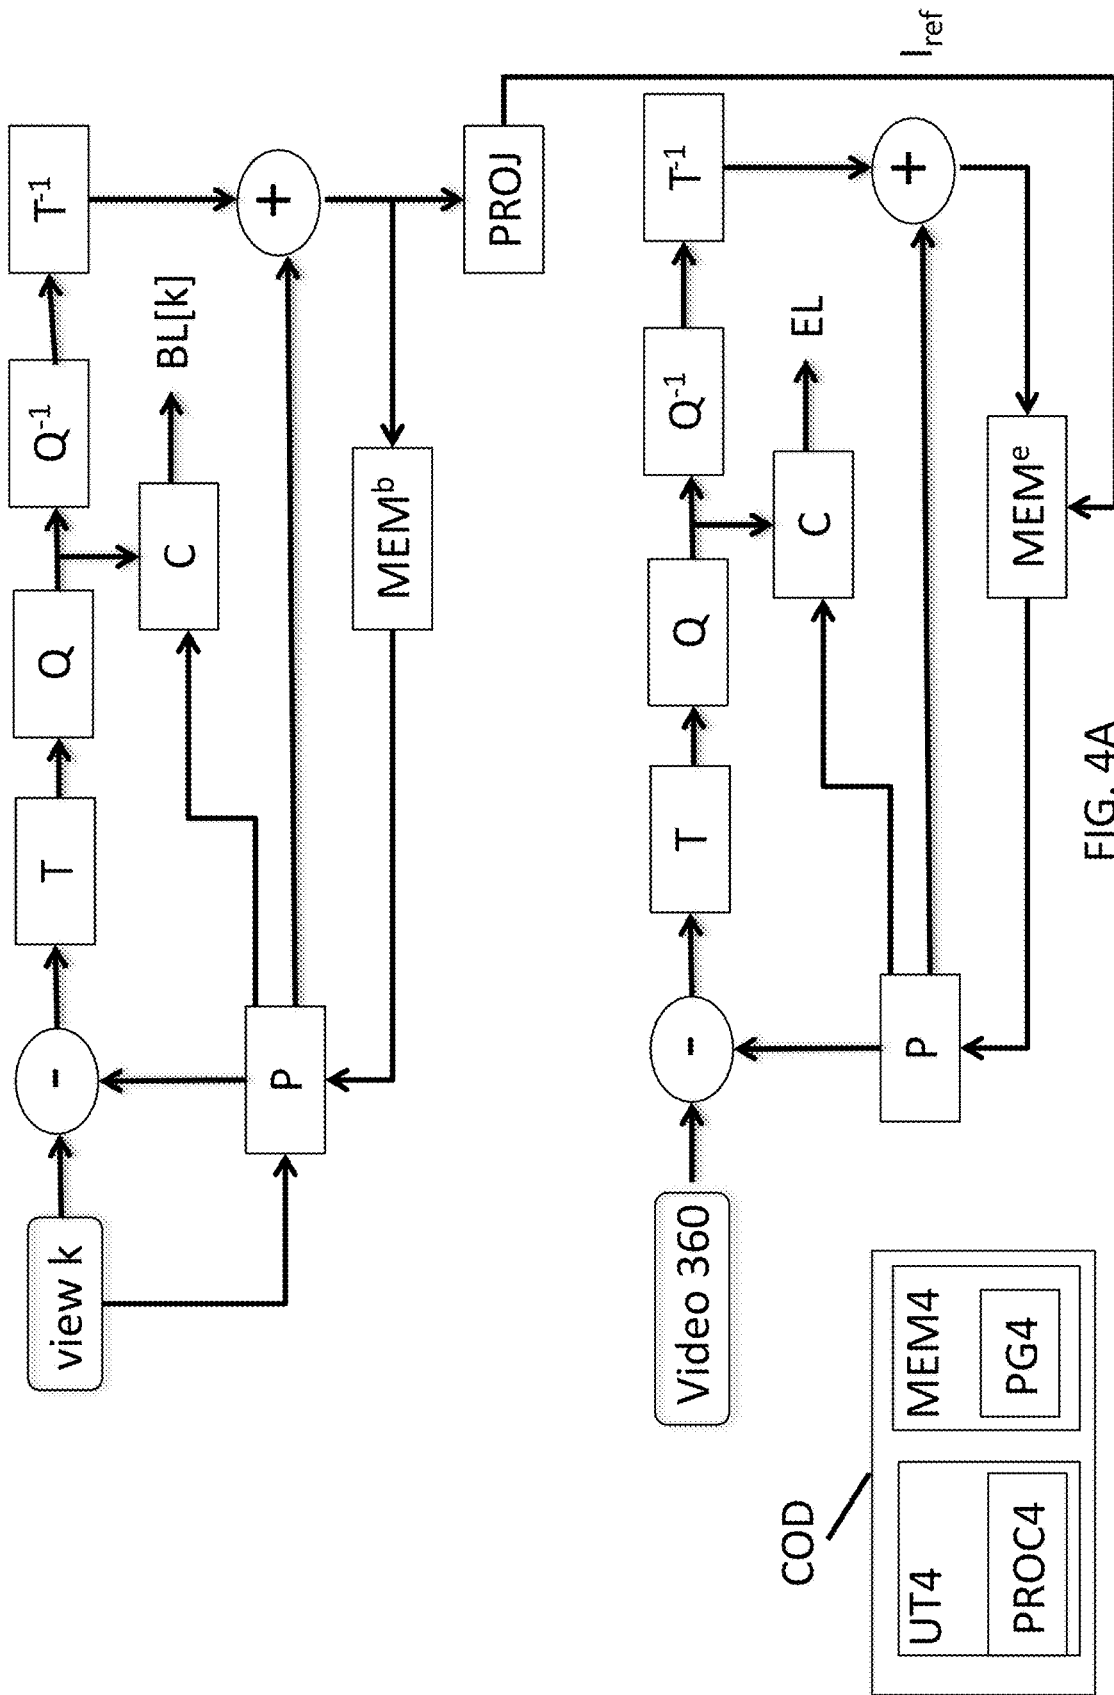 view k
-
T
Q
Q-1
T-1
C
BL[k]
+
P
MEMb
PROJ
Iref
Video 360
-
T
Q
Q-1
T-1
C
EL
+
P
MEMe
COD
UT4
PROC4
MEM4
PG4
FIG. 4A